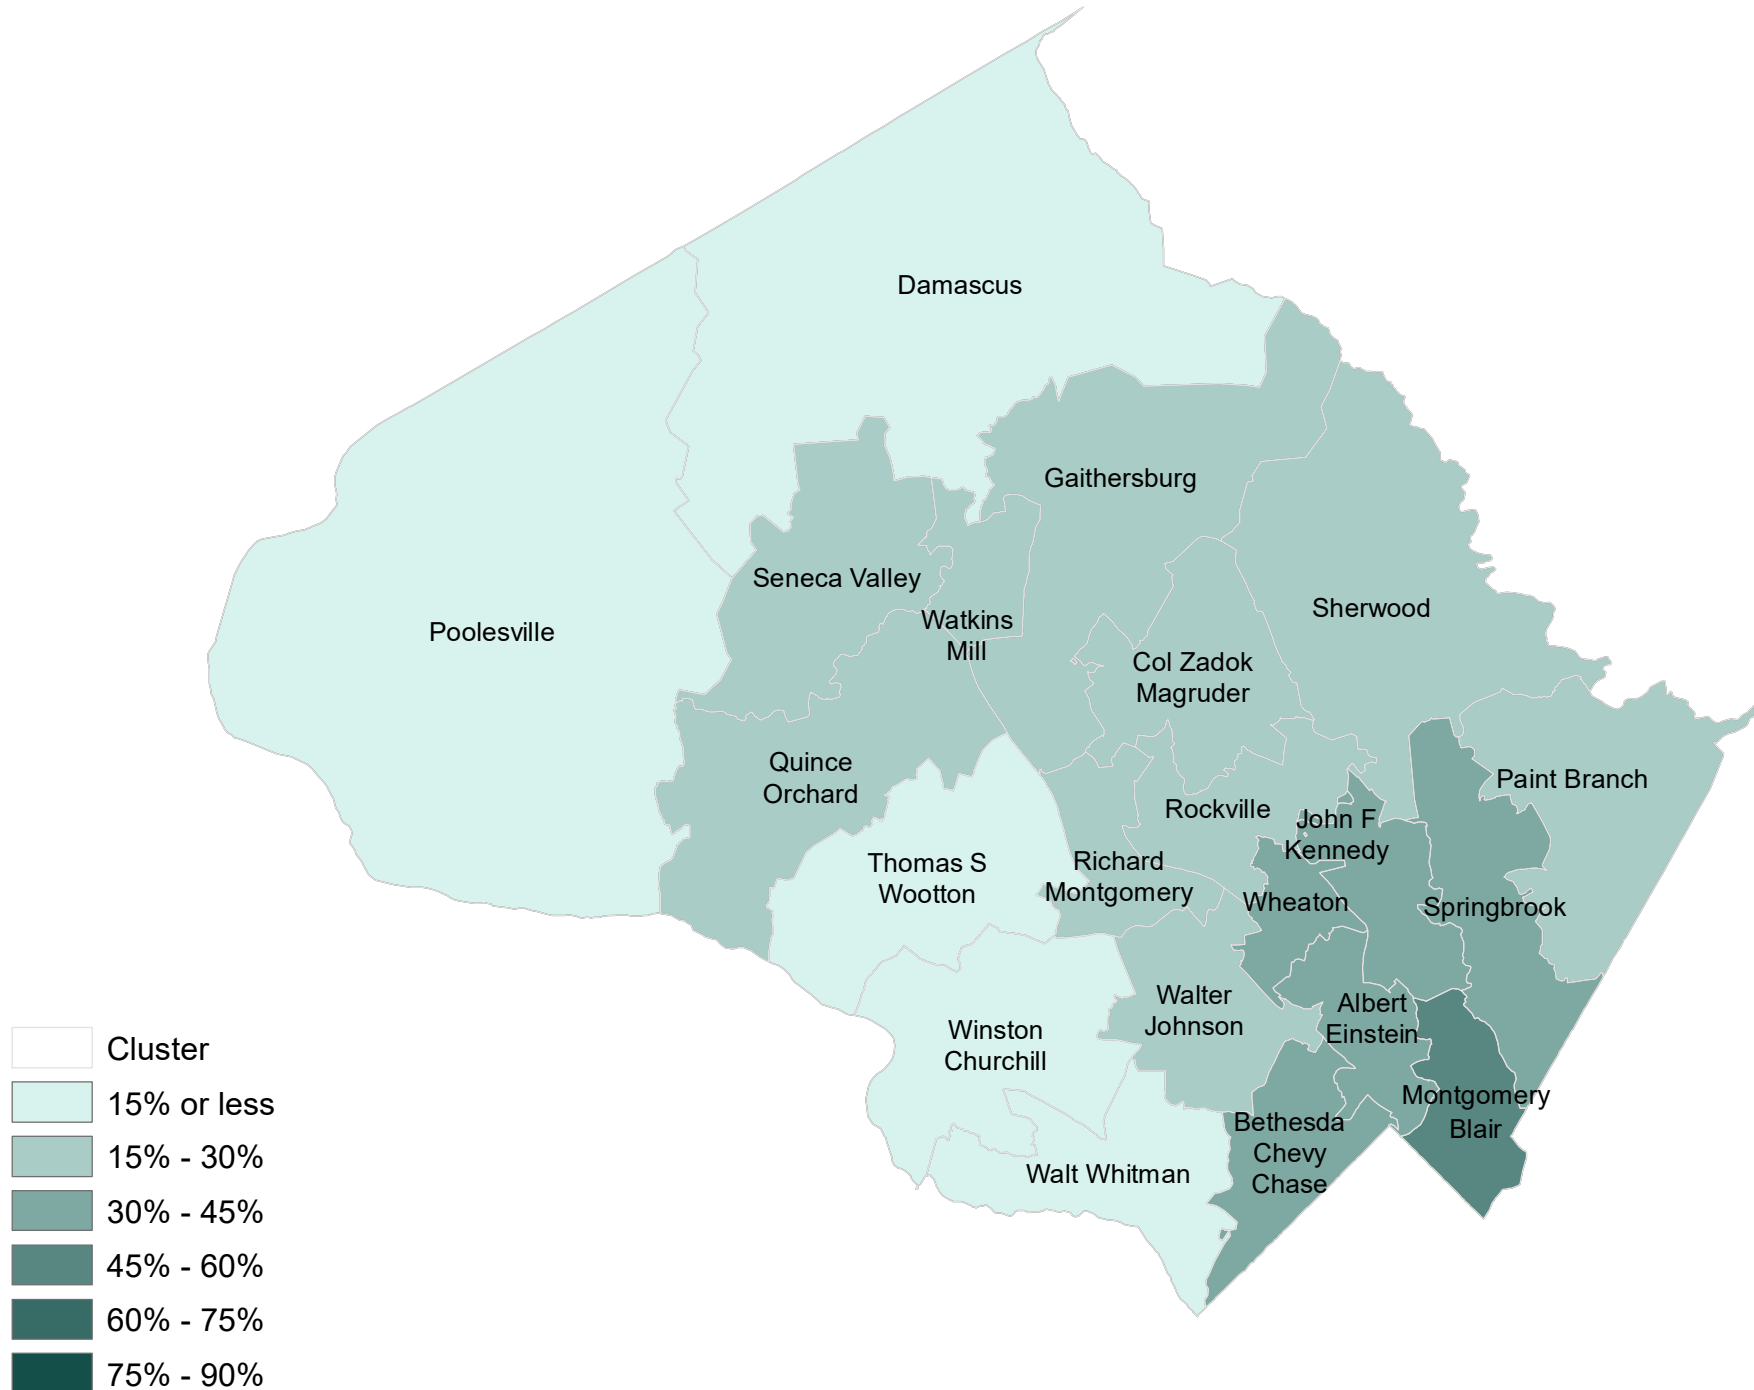 Damascus
Gaithersburg
Seneca Valley
Sherwood
Watkins
Mill
Poolesville
Col Zadok
Magruder
Quince
Orchard
Paint Branch
Rockville
John F
Kennedy
Thomas S
Wootton
Richard
Montgomery
Wheaton
Springbrook
Walter
Johnson
Albert
Einstein
Winston
Churchill
Montgomery
Blair
Bethesda
Chevy
Chase
Walt Whitman
Cluster
15% or less
15% - 30%
30% - 45%
45% - 60%
60% - 75%
75% - 90%